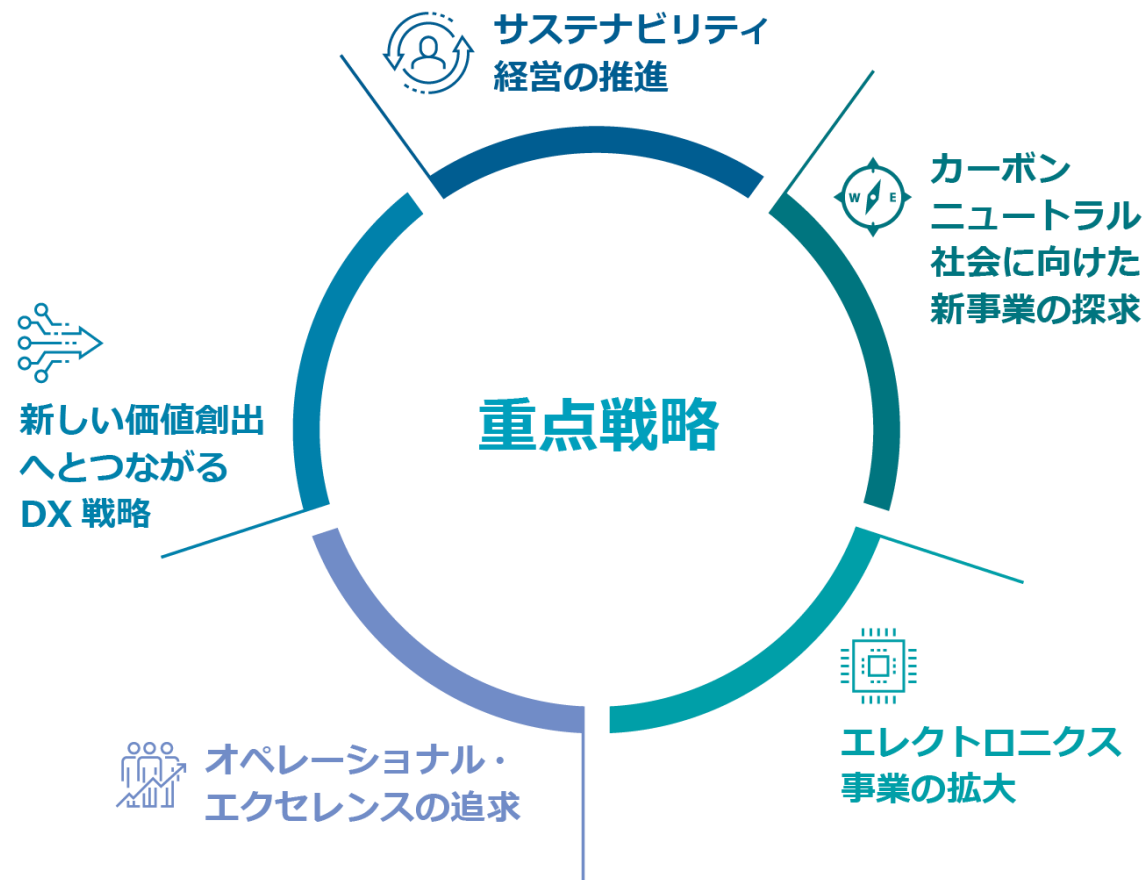 サステナビリティ
経営の推進
カーボン
ニュートラル
社会に向けた
新事業の探求
W E
重点戦略
新しい価値創出
へとつながる
DX 戦略
エレクトロニクス
事業の拡大
オペレーショナル・
エクセレンスの追求